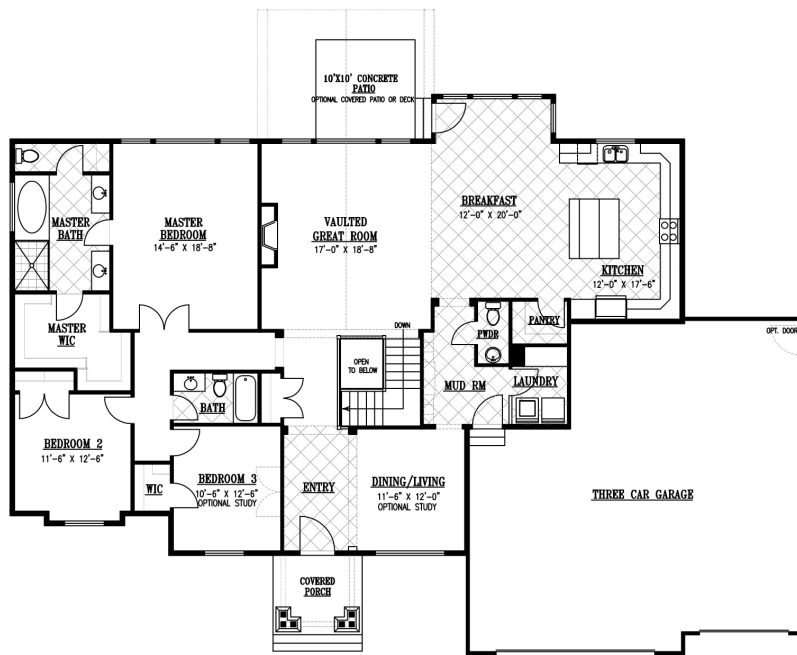 10'X10' CONCRETE
PATIO
OPTIONAL COVERED PATIO OR DECK
MASTER
BATH
MASTER
BEDROOM
14'-6" X 18'-8"
VAULTED
GREAT ROOM
17'-0" X 18'-8"
BREAKFAST
12'-0" X 20'-0"
KITCHEN
12'-0" X 17'-6"
MASTER
WIC
DOWN
OPEN
TO BELOW
PWDR
PANTRY
OPT. DOOR
MUD RM
LAUNDRY
BATH
BEDROOM 2
11'-6" X 12'-6"
WIC
BEDROOM 3
10'-6" X 12'-6"
OPTIONAL STUDY
ENTRY
DINING/LIVING
11'-6" X 12'-0"
OPTIONAL STUDY
THREE CAR GARAGE
COVERED
PORCH